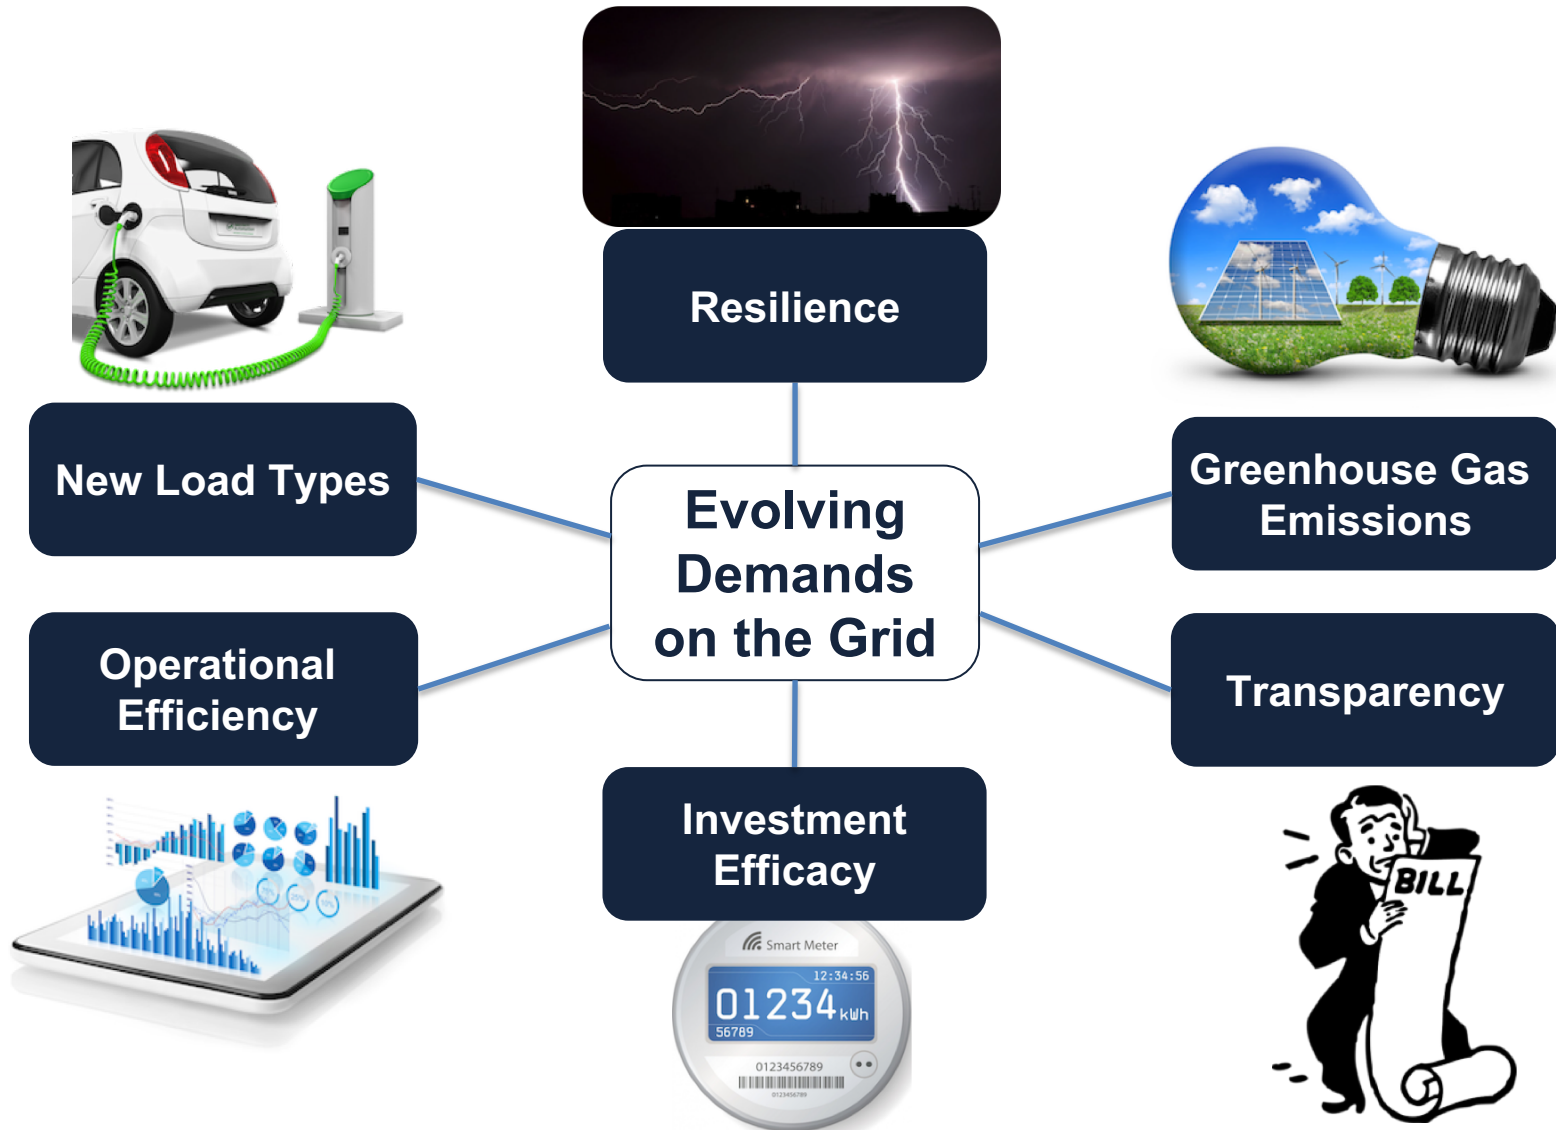 Resilience
New Load Types
Greenhouse Gas
Emissions
Evolving
Demands
on the Grid
Operational
Efficiency
Transparency
Investment
Efficacy
BILL
Smart Meter
12:34:56
01234 kWh
56789
0123456789
0123456789